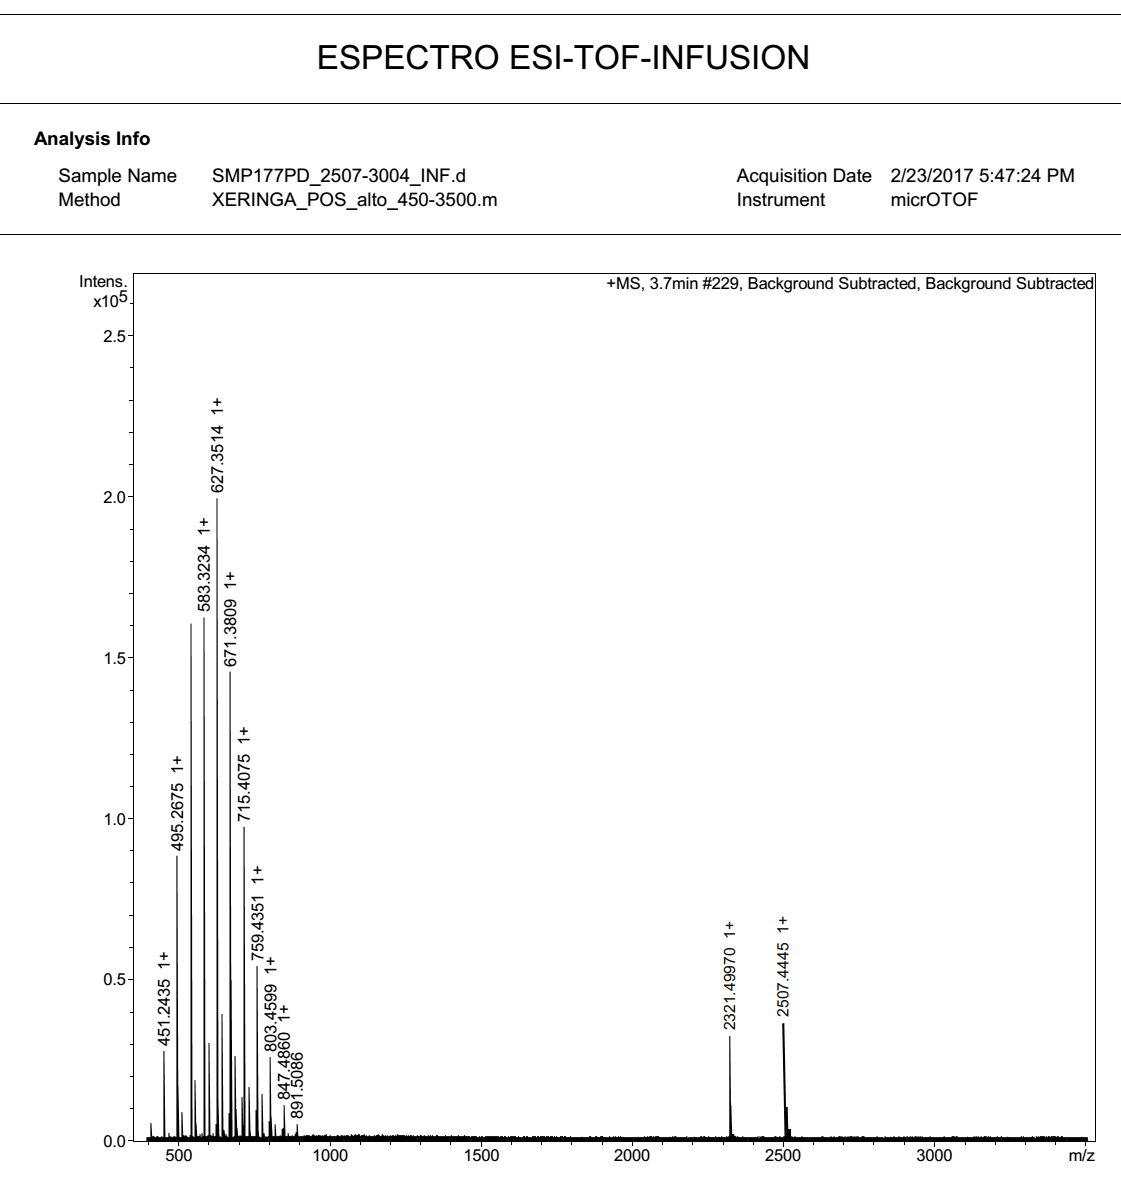 ESPECTRO ESI-TOF-INFUSION
Analysis Info
Sample Name SMP177PD_2507-3004_INF.d Acquisition Date 2/23/2017 5:47:24 PM
Method XERINGA_POS_alto_450-3500.m Instrument micrOTOF
Intens.
x10⁵
+MS, 3.7min #229, Background Subtracted, Background Subtracted
2.5
2.0
1.5
1.0
0.5
0.0
451.2435 1+
495.2675 1+
583.3234 1+
627.3514 1+
671.3809 1+
715.4075 1+
759.4351 1+
803.4599 1+
847.4860 1+
891.5086
2321.49970 1+
2507.4445 1+
500 1000 1500 2000 2500 3000 m/z